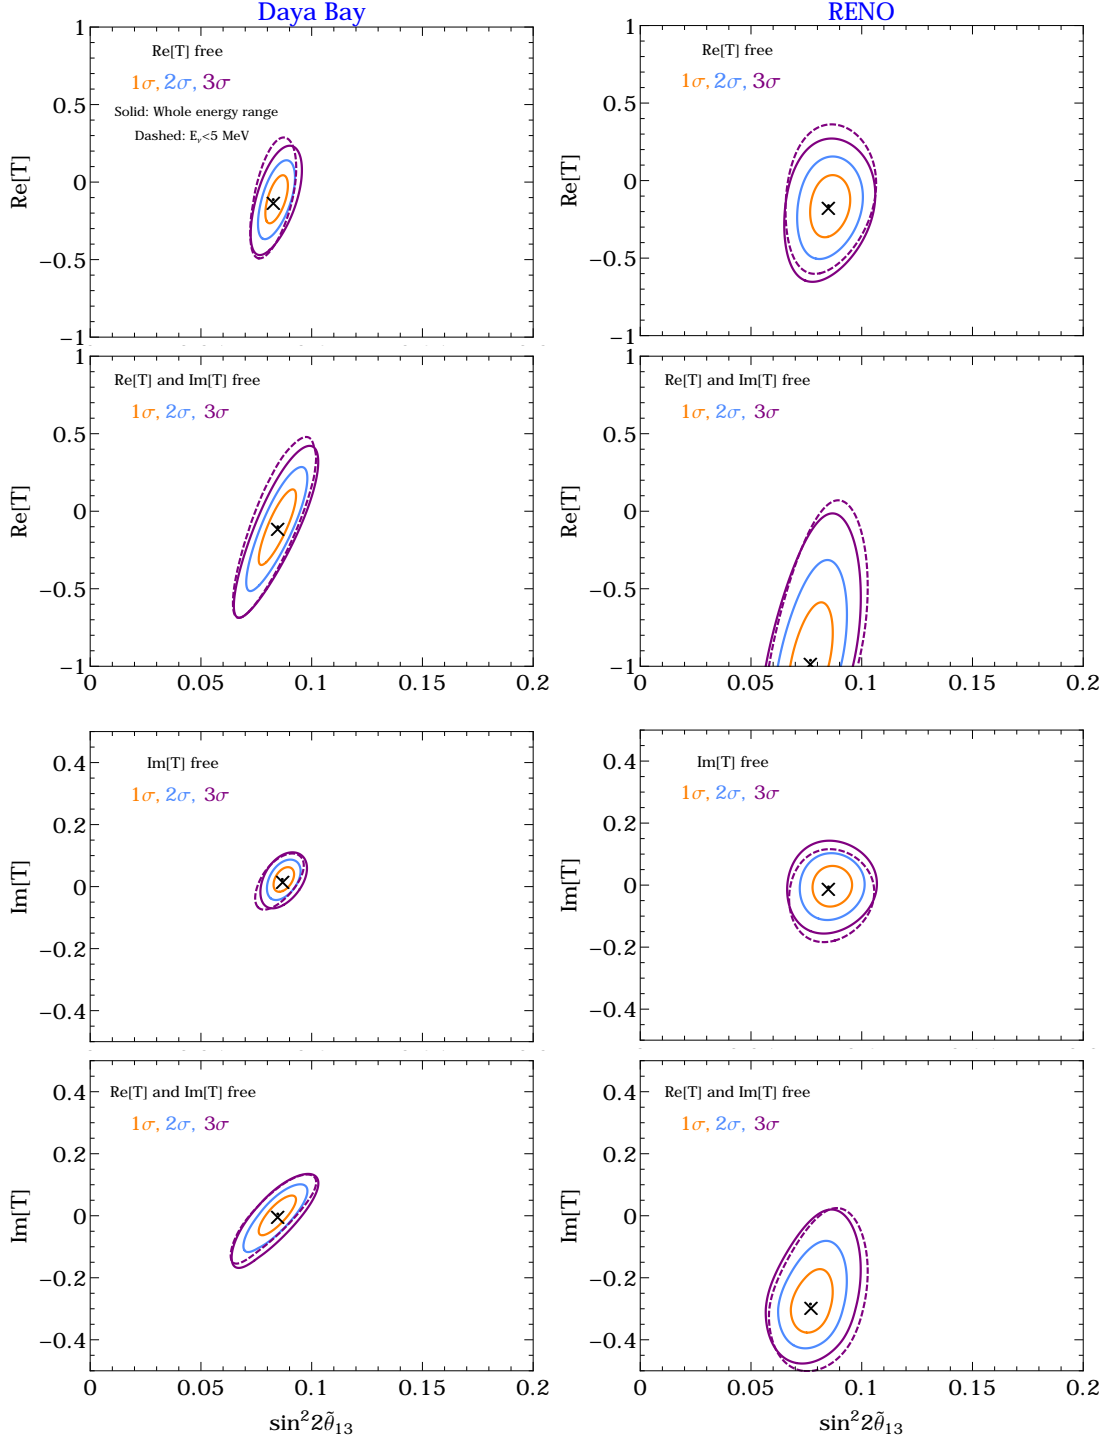 Daya Bay
RENO
1
0.5
0
−0.5
−1
Re[T]
Re[T] free
1σ, 2σ, 3σ
Solid: Whole energy range
Dashed: Eν<5 MeV
1
0.5
0
−0.5
−1
Re[T]
Re[T] free
1σ, 2σ, 3σ
1
0.5
0
−0.5
−1
Re[T]
Re[T] and Im[T] free
1σ, 2σ, 3σ
0
0.05
0.1
0.15
0.2
1
0.5
0
−0.5
−1
Re[T]
Re[T] and Im[T] free
1σ, 2σ, 3σ
0
0.05
0.1
0.15
0.2
0.4
0.2
0
−0.2
−0.4
Im[T]
Im[T] free
1σ, 2σ, 3σ
0.4
0.2
0
−0.2
−0.4
Im[T]
Im[T] free
1σ, 2σ, 3σ
0.4
0.2
0
−0.2
−0.4
Im[T]
Re[T] and Im[T] free
1σ, 2σ, 3σ
0
0.05
0.1
0.15
0.2
sin²2θ̃₁₃
0.4
0.2
0
−0.2
−0.4
Im[T]
Re[T] and Im[T] free
1σ, 2σ, 3σ
0
0.05
0.1
0.15
0.2
sin²2θ̃₁₃